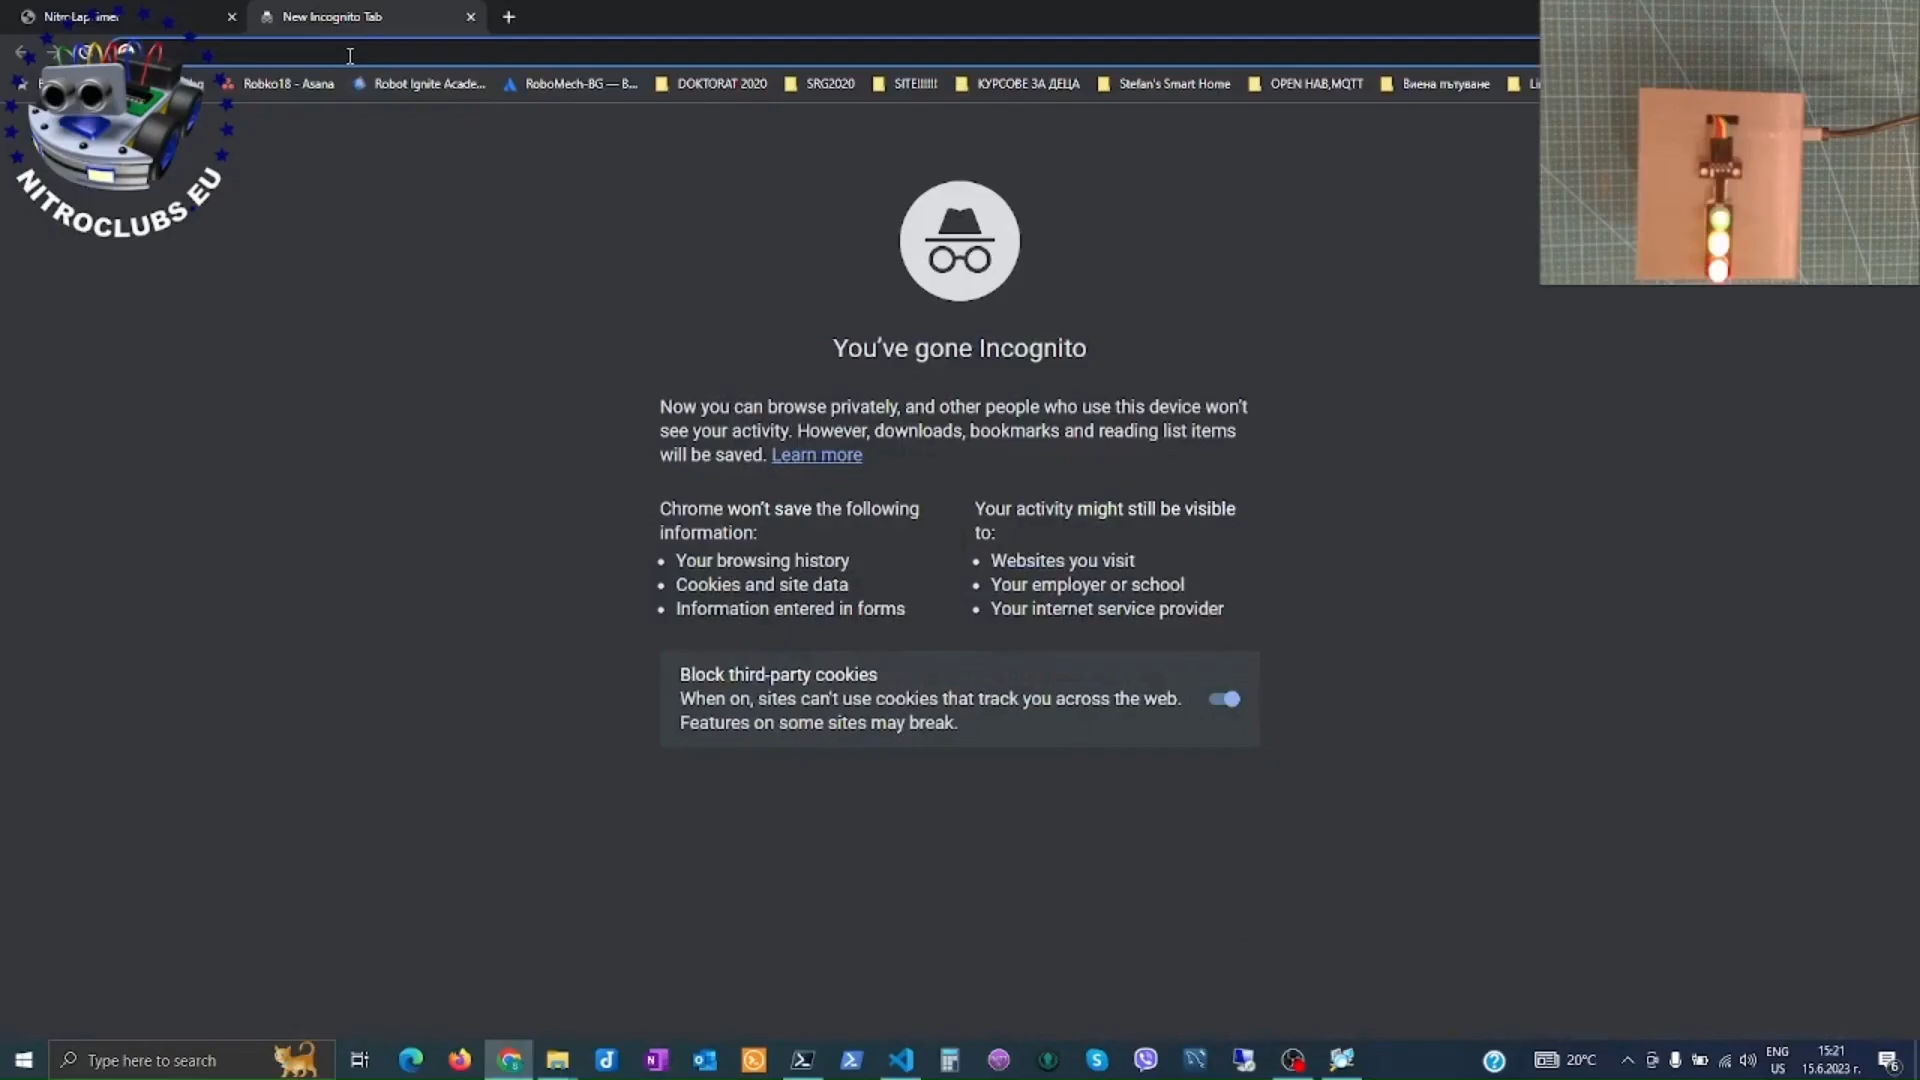 New Incognito Tab
Robko18 - Asana
Robot Ignite Acade...
RoboMech-BG — B...
DOKTORAT 2020
SRG2020
SITE!!!!!!
КУРСОВЕ ЗА ДЕЦА
Stefan's Smart Home
OPEN HAB,MQTT
Виена пътуване
NITROCLUBS.EU
You've gone Incognito
Now you can browse privately, and other people who use this device won't
see your activity. However, downloads, bookmarks and reading list items
will be saved. Learn more
Chrome won't save the following
information:
• Your browsing history
• Cookies and site data
• Information entered in forms
Your activity might still be visible
to:
• Websites you visit
• Your employer or school
• Your internet service provider
Block third-party cookies
When on, sites can't use cookies that track you across the web.
Features on some sites may break.
Type here to search
20°C
ENG
US
15:21
15.6.2023 г.
6